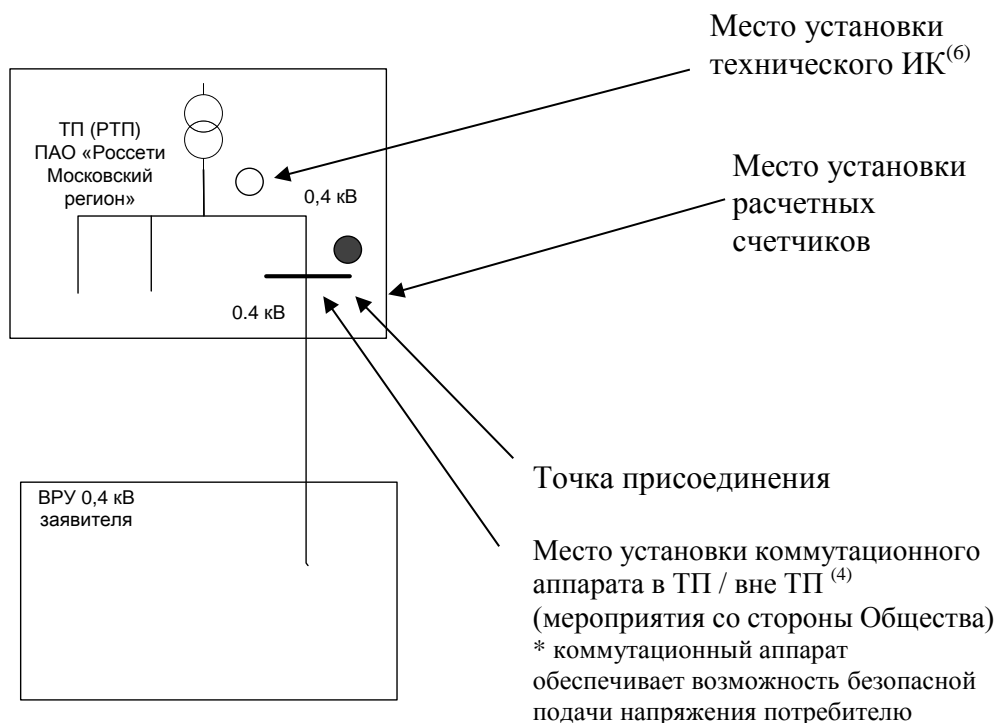 Место установки
технического ИК(6)
ТП (РТП)
ПАО «Россети
Московский
регион»
0,4 кВ
Место установки
расчетных
счетчиков
0.4 кВ
Точка присоединения
ВРУ 0,4 кВ
заявителя
Место установки коммутационного
аппарата в ТП / вне ТП (4)
(мероприятия со стороны Общества)
* коммутационный аппарат
обеспечивает возможность безопасной
подачи напряжения потребителю